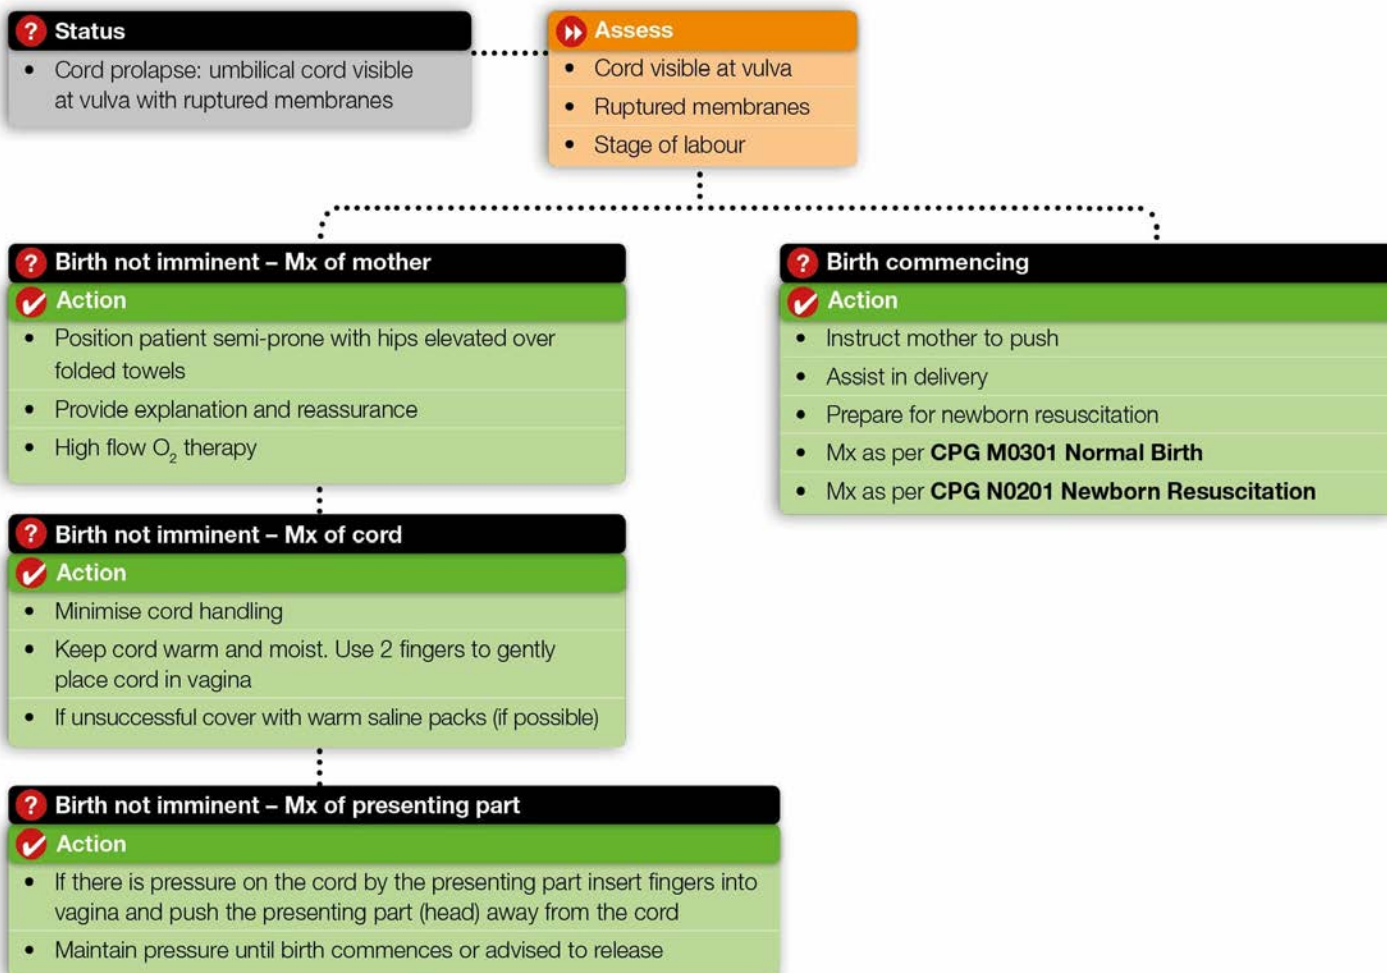 Status
• Cord prolapse: umbilical cord visible
at vulva with ruptured membranes
Assess
• Cord visible at vulva
• Ruptured membranes
• Stage of labour
Birth not imminent – Mx of mother
Action
• Position patient semi-prone with hips elevated over
folded towels
• Provide explanation and reassurance
• High flow O₂ therapy
Birth not imminent – Mx of cord
Action
• Minimise cord handling
• Keep cord warm and moist. Use 2 fingers to gently
place cord in vagina
• If unsuccessful cover with warm saline packs (if possible)
Birth not imminent – Mx of presenting part
Action
• If there is pressure on the cord by the presenting part insert fingers into
vagina and push the presenting part (head) away from the cord
• Maintain pressure until birth commences or advised to release
Birth commencing
Action
• Instruct mother to push
• Assist in delivery
• Prepare for newborn resuscitation
• Mx as per CPG M0301 Normal Birth
• Mx as per CPG N0201 Newborn Resuscitation